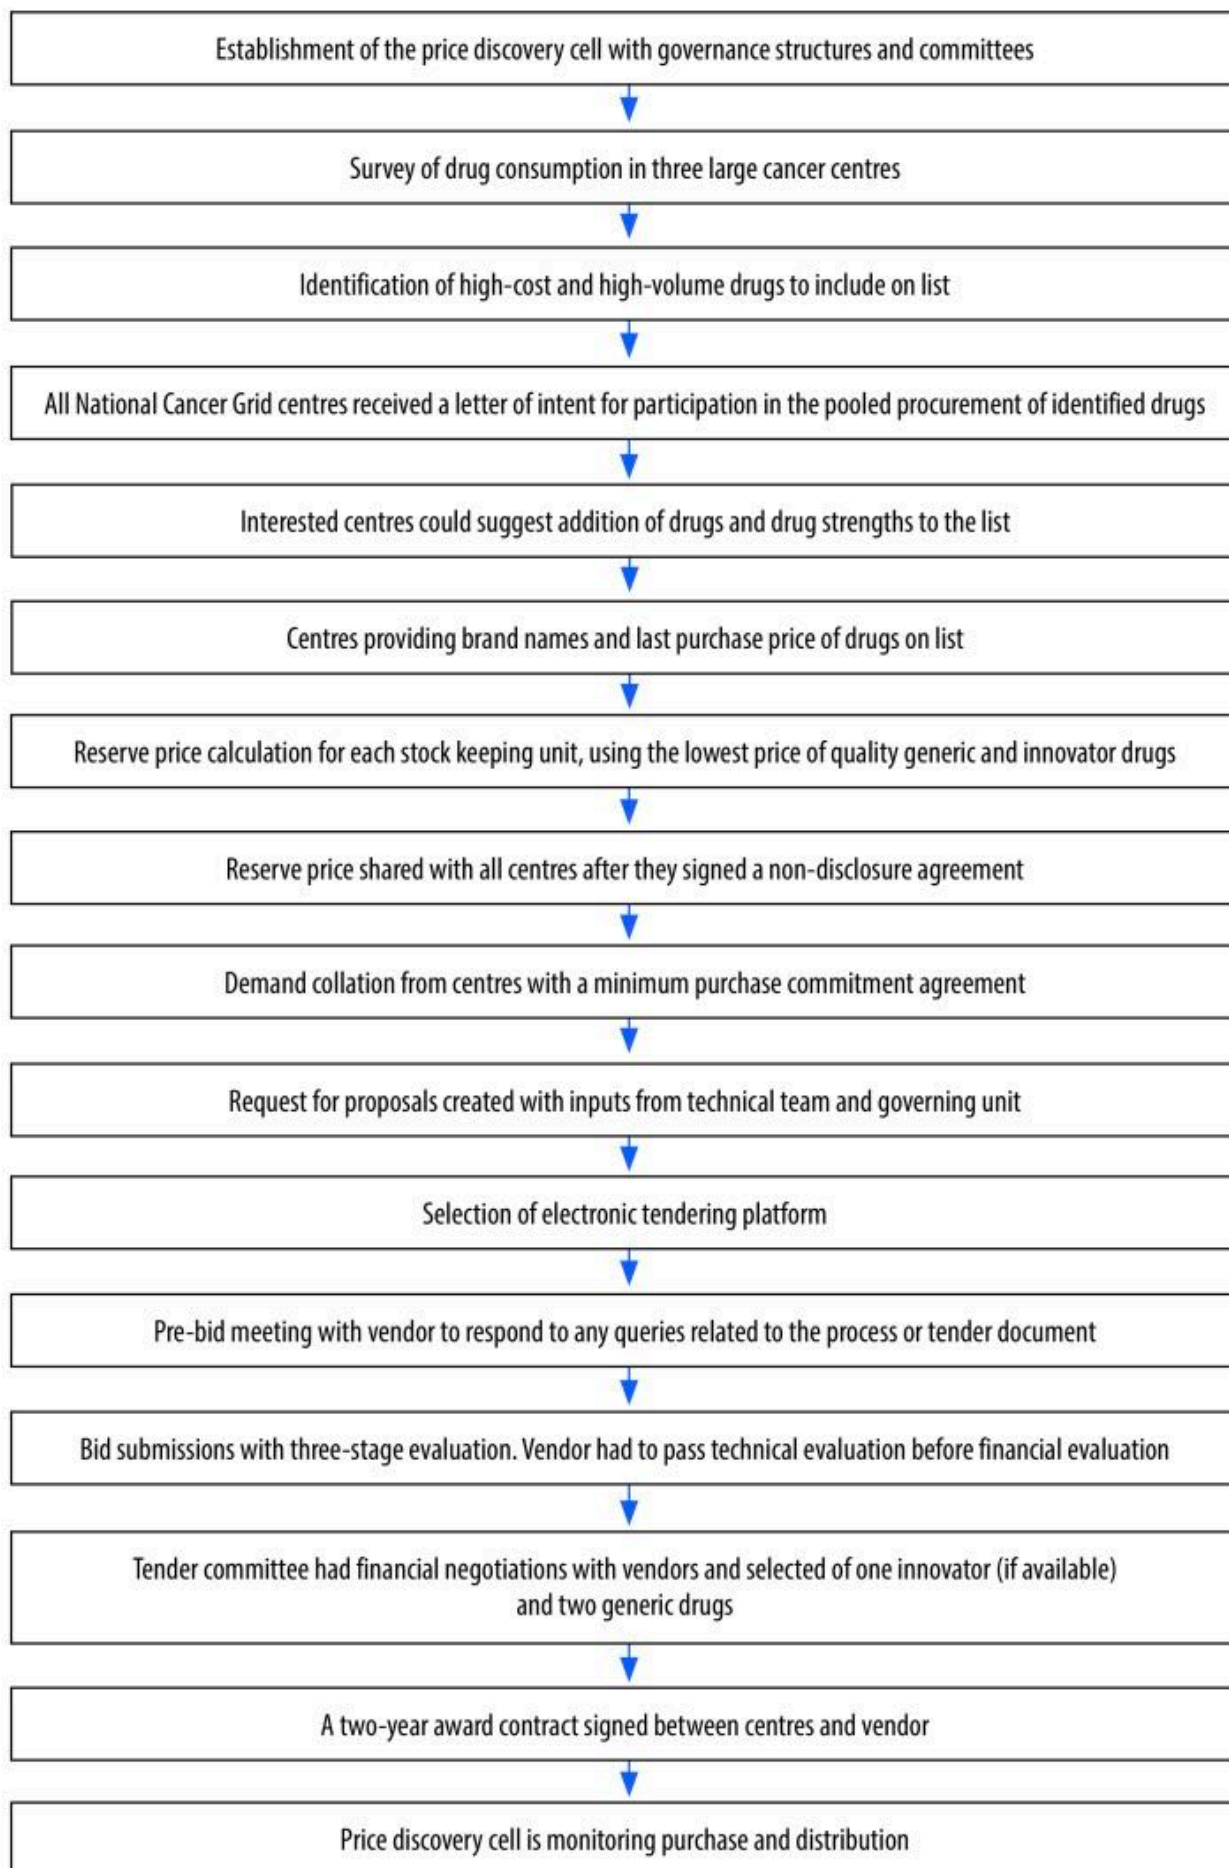 Establishment of the price discovery cell with governance structures and committees
Survey of drug consumption in three large cancer centres
Identification of high-cost and high-volume drugs to include on list
All National Cancer Grid centres received a letter of intent for participation in the pooled procurement of identified drugs
Interested centres could suggest addition of drugs and drug strengths to the list
Centres providing brand names and last purchase price of drugs on list
Reserve price calculation for each stock keeping unit, using the lowest price of quality generic and innovator drugs
Reserve price shared with all centres after they signed a non-disclosure agreement
Demand collation from centres with a minimum purchase commitment agreement
Request for proposals created with inputs from technical team and governing unit
Selection of electronic tendering platform
Pre-bid meeting with vendor to respond to any queries related to the process or tender document
Bid submissions with three-stage evaluation. Vendor had to pass technical evaluation before financial evaluation
Tender committee had financial negotiations with vendors and selected of one innovator (if available)
and two generic drugs
A two-year award contract signed between centres and vendor
Price discovery cell is monitoring purchase and distribution